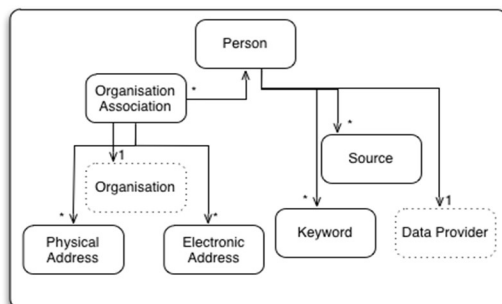 Person
Organisation
Association
*
*
1
Source
Organisation
*
*
*
1
Physical
Address
Electronic
Address
Keyword
Data Provider